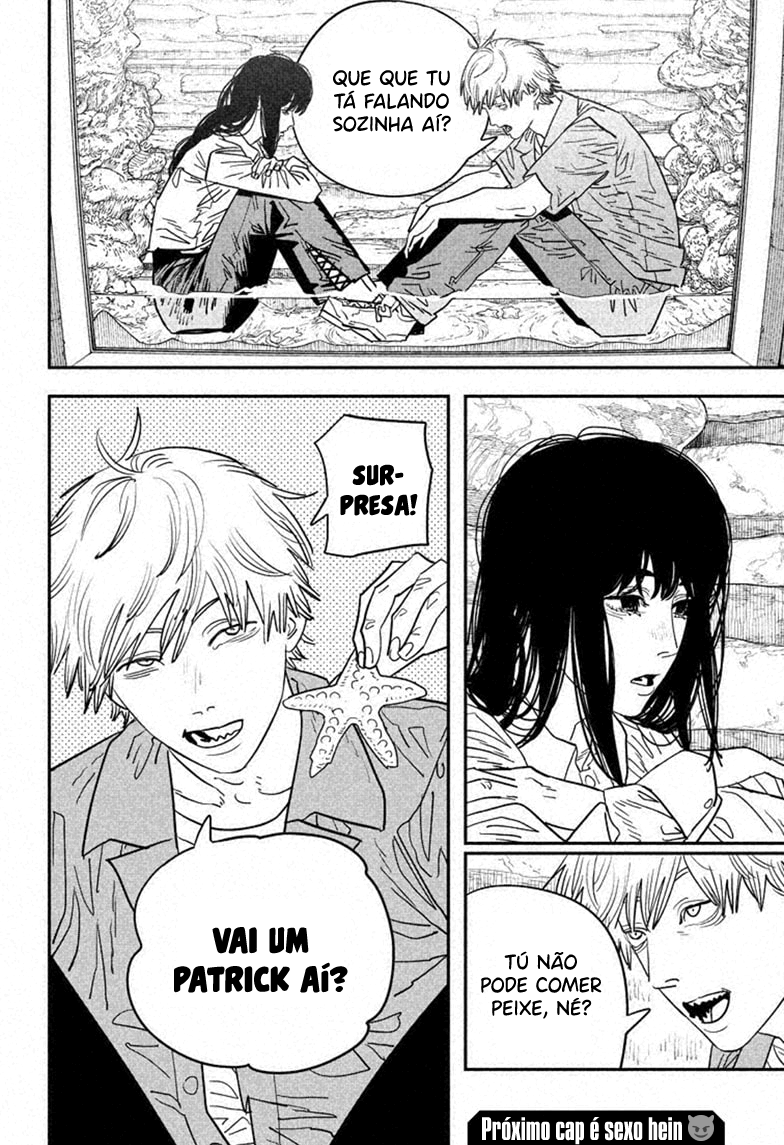 QUE QUE TU
TÁ FALANDO
SOZINHA AÍ?
TÚ NÃO
PODE COMER
PEIXE, NÉ?
SUR-
PRESA!
VAI UM
PATRICK AÍ?
Próximo cap é sexo hein 😈